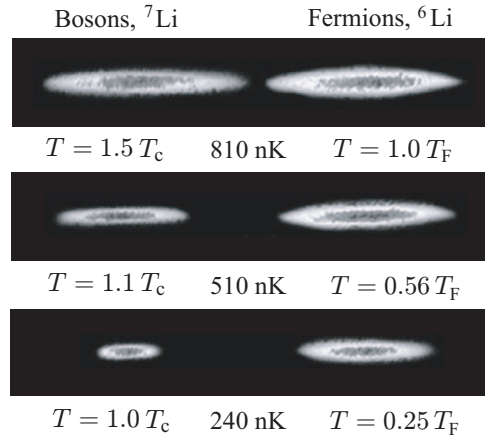 Bosons, ⁷Li Fermions, ⁶Li
T = 1.5 T_c 810 nK T = 1.0 T_F
T = 1.1 T_c 510 nK T = 0.56 T_F
T = 1.0 T_c 240 nK T = 0.25 T_F